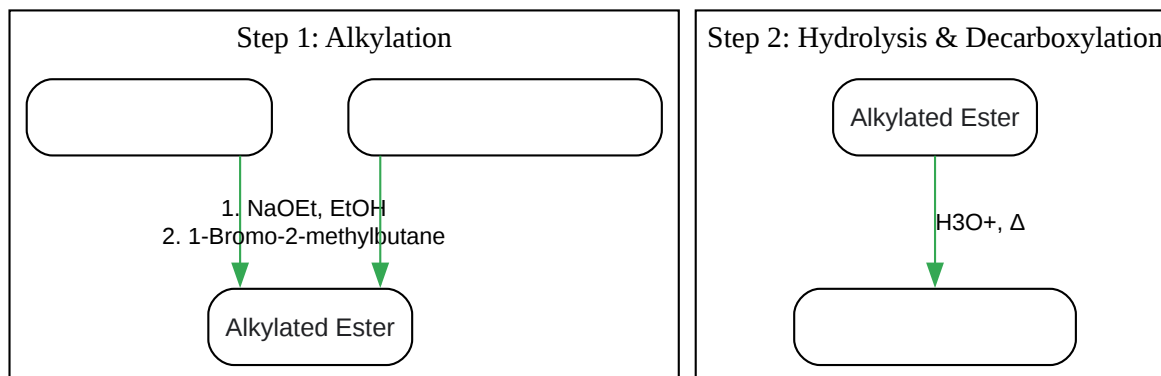 Step 1: Alkylation
1. NaOEt, EtOH
2. 1-Bromo-2-methylbutane
Alkylated Ester
Step 2: Hydrolysis & Decarboxylation
Alkylated Ester
H3O+, Δ